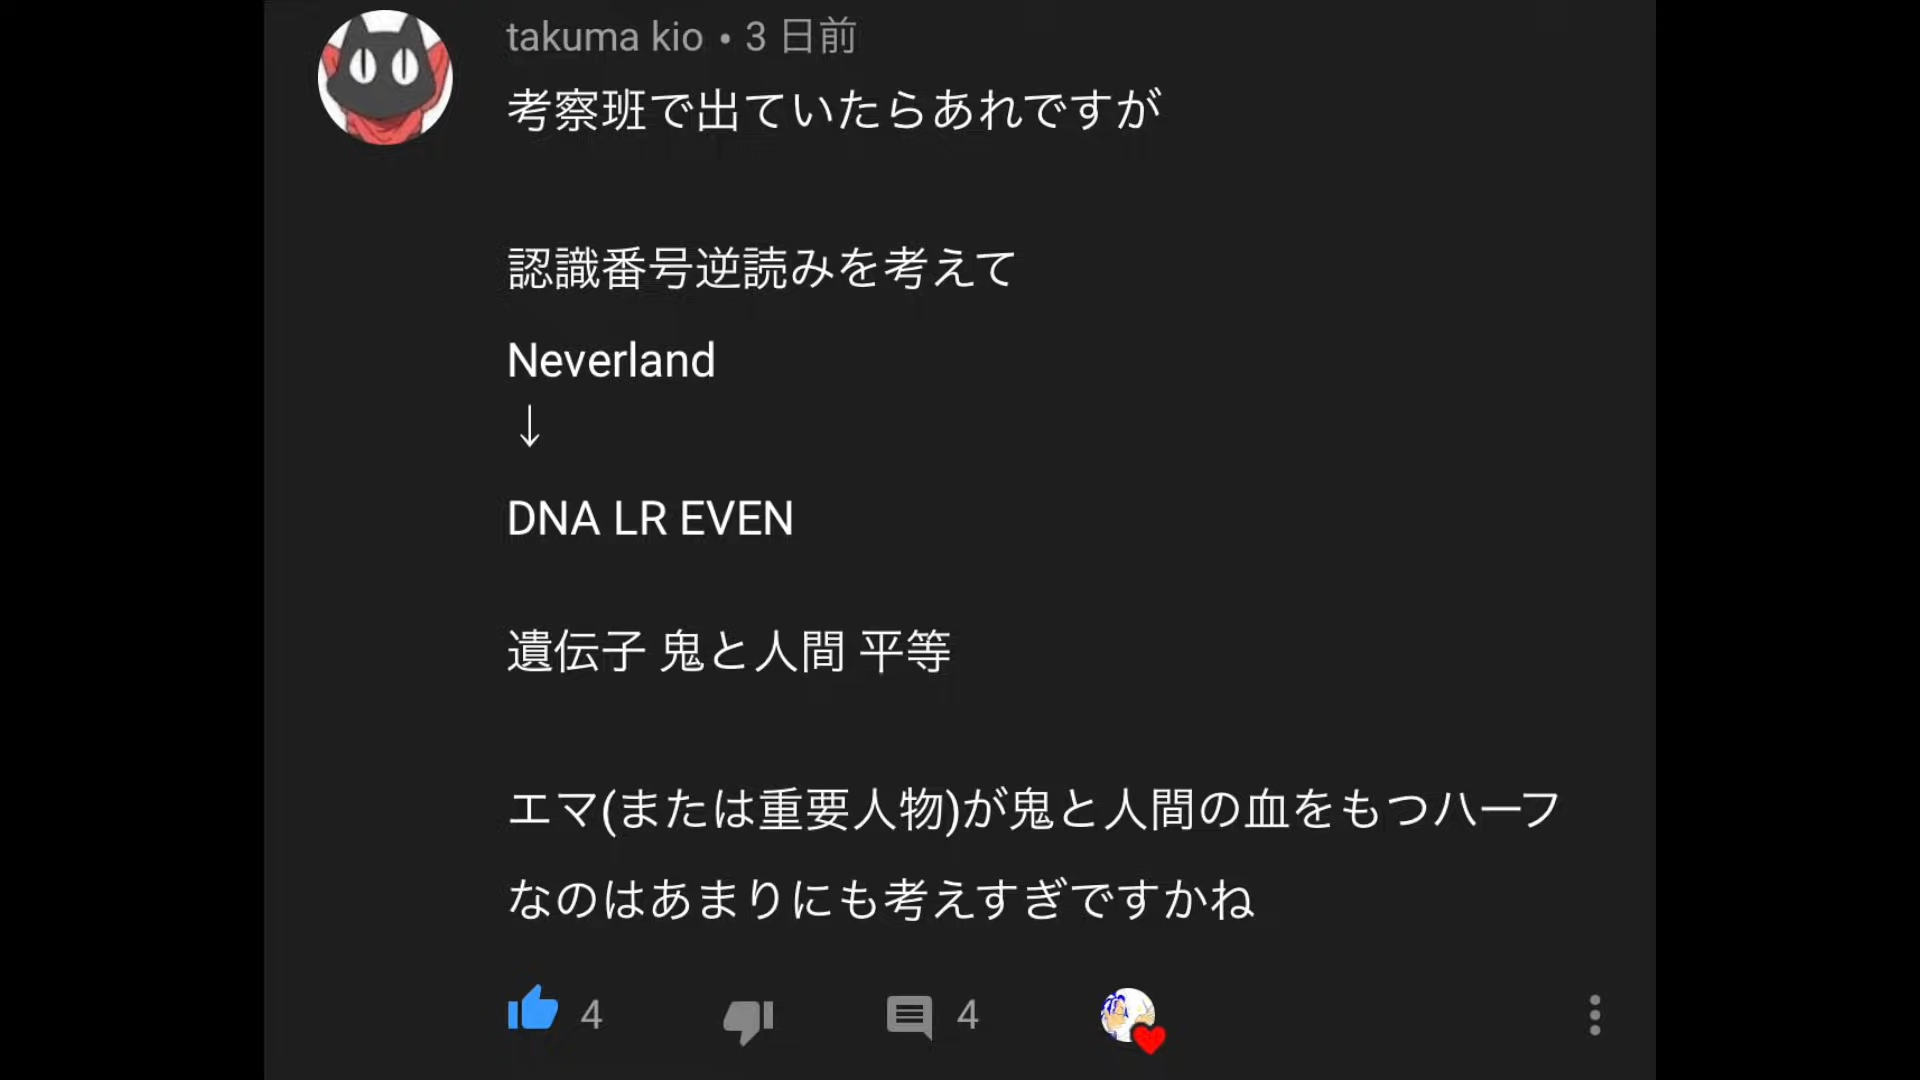 takuma kio • 3 日前
考察班で出ていたらあれですが
認識番号逆読みを考えて
Neverland
↓
DNA LR EVEN
遺伝子 鬼と人間 平等
エマ(または重要人物)が鬼と人間の血をもつハーフ
なのはあまりにも考えすぎですかね
4 4